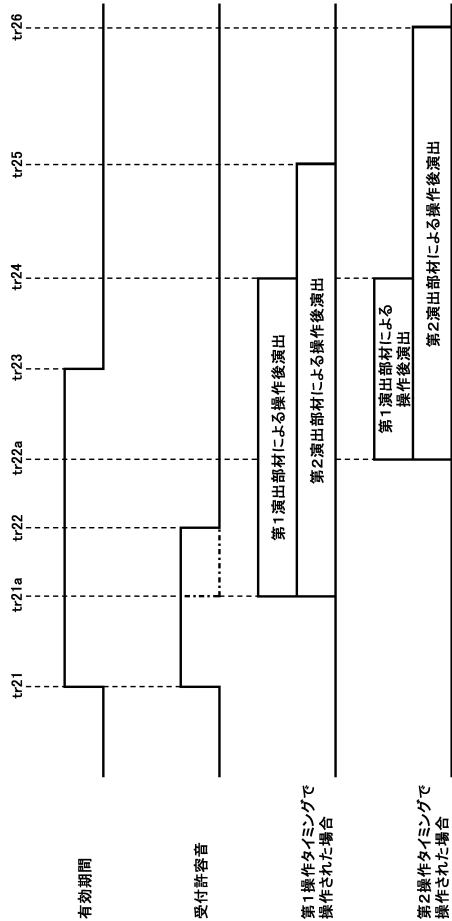 tr21
tr21a
tr22
tr22a
tr23
tr24
tr25
tr26
有効期間
受付許容音
第1操作タイミングで
操作された場合
第1演出部材による操作後演出
第2演出部材による操作後演出
第2操作タイミングで
操作された場合
第1演出部材による
操作後演出
第2演出部材による操作後演出